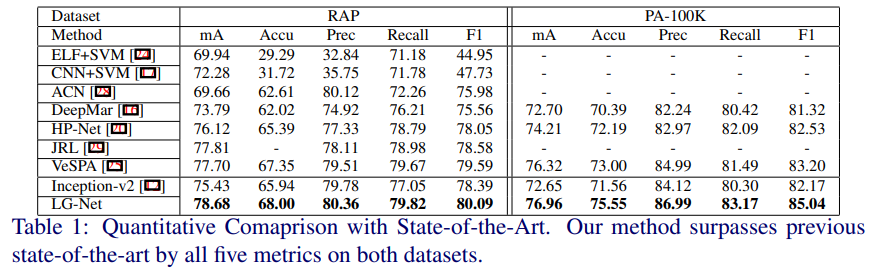 Dataset RAP PA-100K
Method mA Accu Prec Recall F1 mA Accu Prec Recall F1
ELF+SVM [] 69.94 29.29 32.84 71.18 44.95 - - - - -
CNN+SVM [] 72.28 31.72 35.75 71.78 47.73 - - - - -
ACN [] 69.66 62.61 80.12 72.26 75.98 - - - - -
DeepMar [] 73.79 62.02 74.92 76.21 75.56 72.70 70.39 82.24 80.42 81.32
HP-Net [] 76.12 65.39 77.33 78.79 78.05 74.21 72.19 82.97 82.09 82.53
JRL [] 77.81 - 78.11 78.98 78.58 - - - - -
VeSPA [] 77.70 67.35 79.51 79.67 79.59 76.32 73.00 84.99 81.49 83.20
Inception-v2 [] 75.43 65.94 79.78 77.05 78.39 72.65 71.56 84.12 80.30 82.17
LG-Net 78.68 68.00 80.36 79.82 80.09 76.96 75.55 86.99 83.17 85.04
Table 1: Quantitative Comaprison with State-of-the-Art. Our method surpasses previous
state-of-the-art by all five metrics on both datasets.